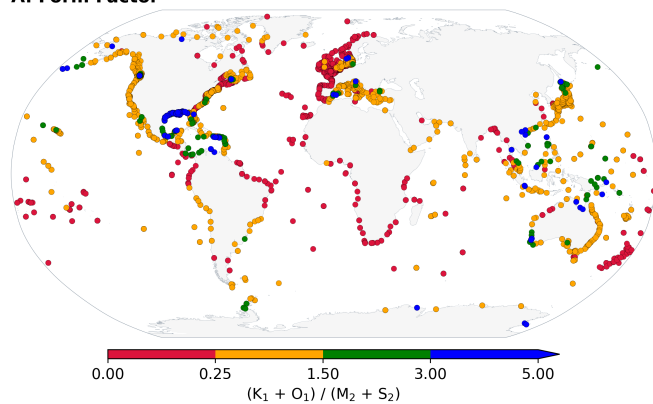 A. Form Factor
0.00 0.25 1.50 3.00 5.00
(K₁ + O₁) / (M₂ + S₂)